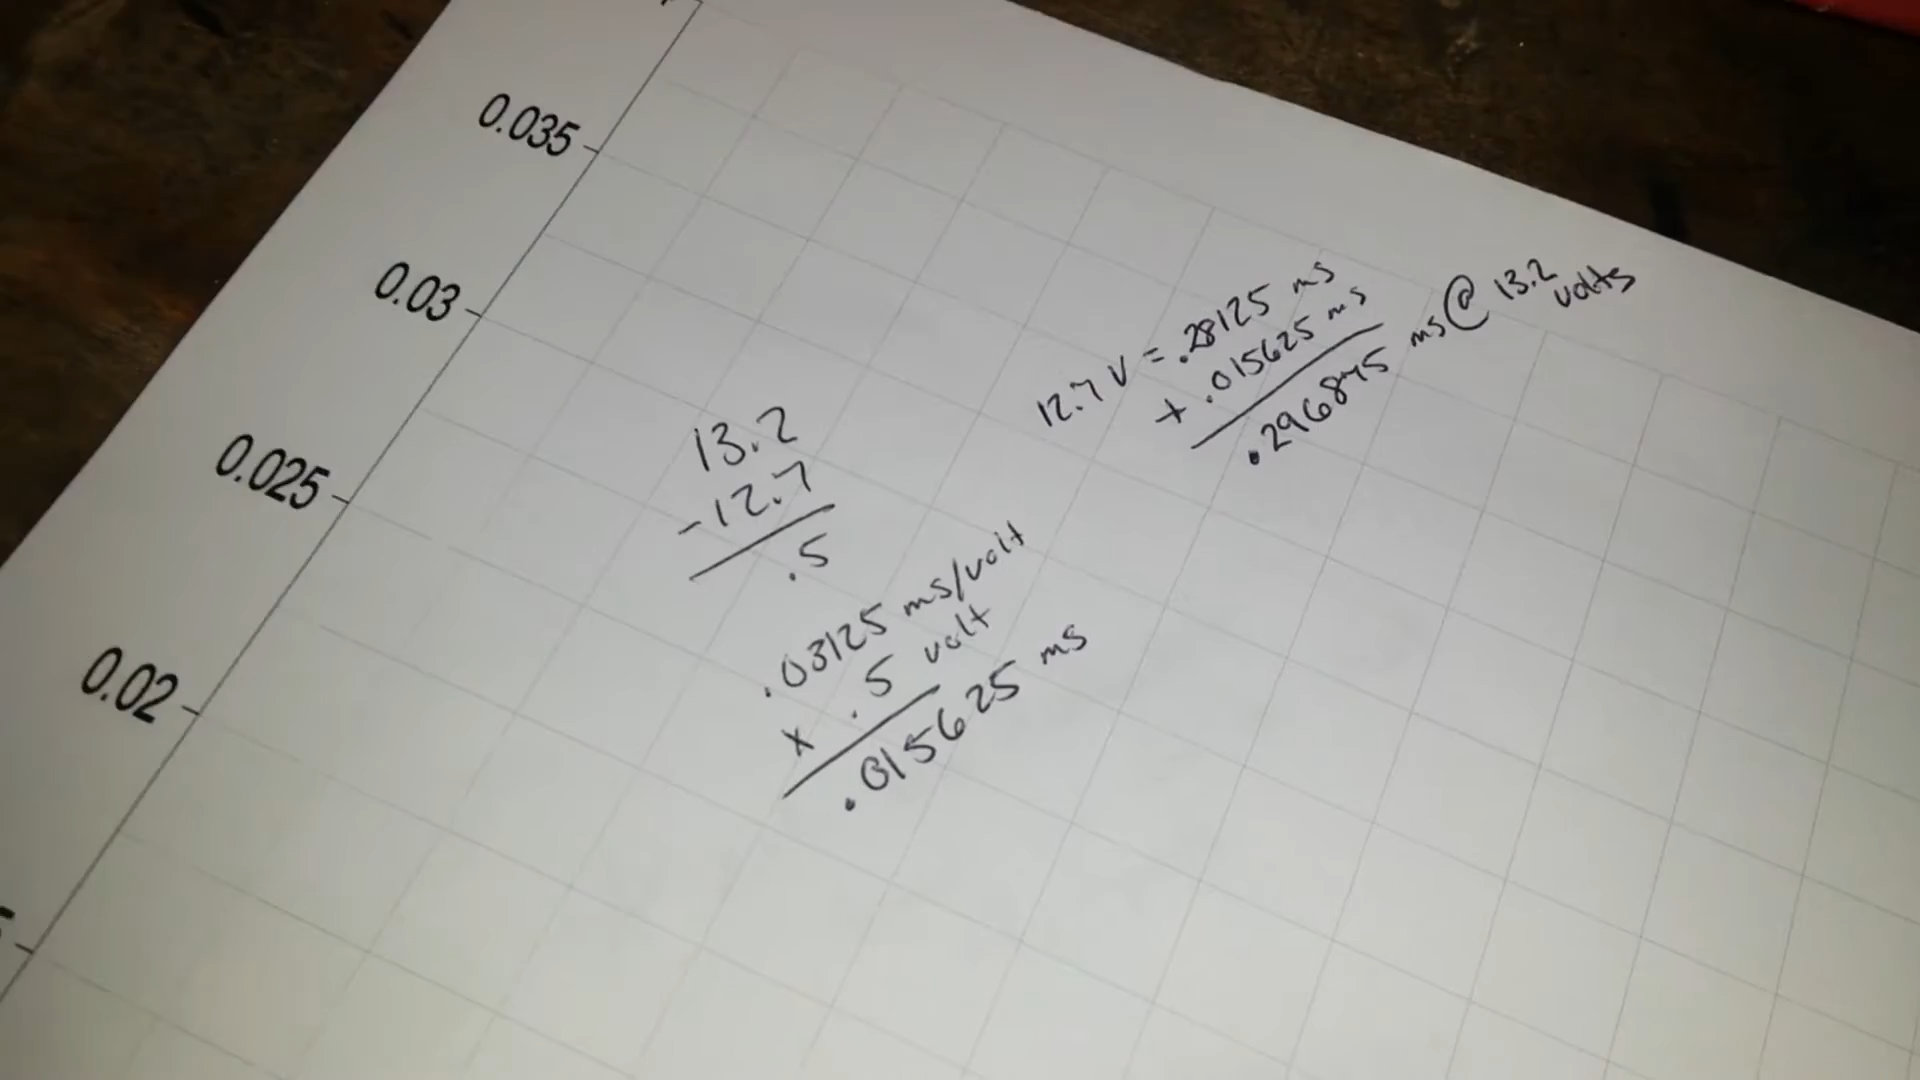 0.035
0.03
0.025
0.02
13.2
-12.7
.5
.03125 ms/volt
x .5 volt
.015625 ms
12.7 V = .28125 ms
+ .015625 ms
.296875 ms @ 13.2 volts